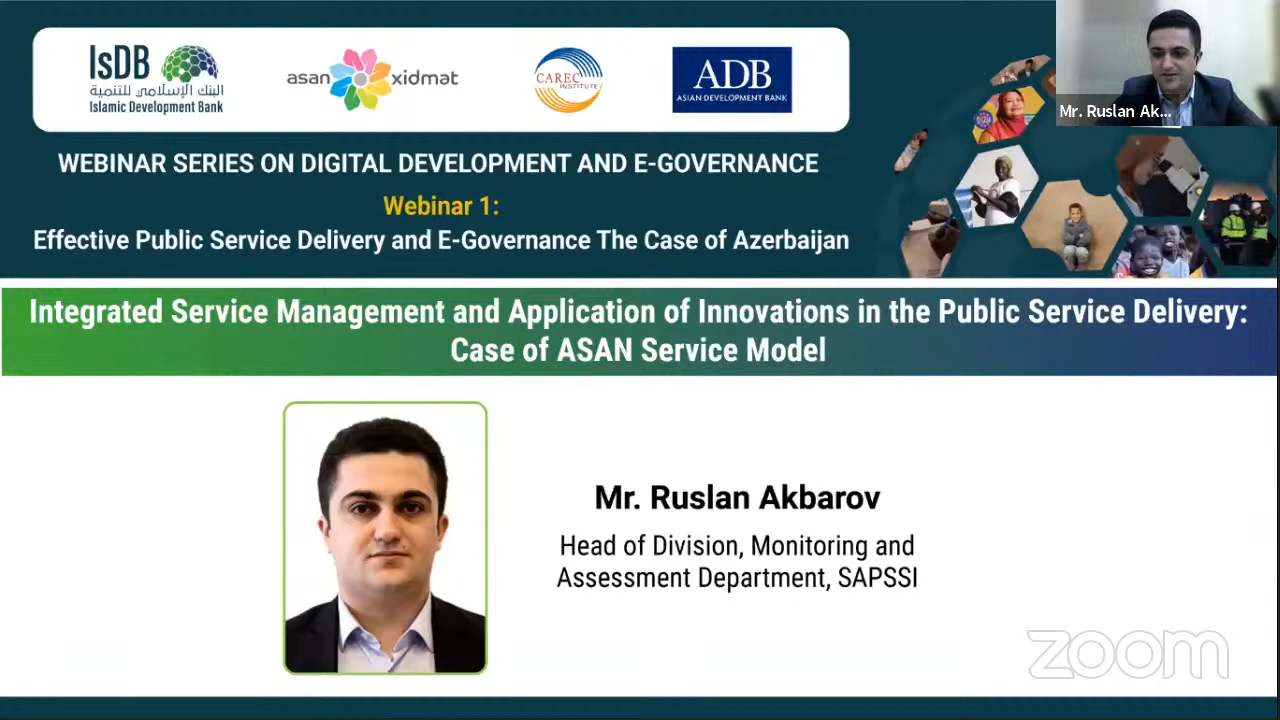 IsDB
البنك الإسلامي للتنمية
Islamic Development Bank
asan xidmat
CAREC
INSTITUTE
ADB
ASIAN DEVELOPMENT BANK
Mr. Ruslan Ak...
WEBINAR SERIES ON DIGITAL DEVELOPMENT AND E-GOVERNANCE
Webinar 1:
Effective Public Service Delivery and E-Governance The Case of Azerbaijan
Integrated Service Management and Application of Innovations in the Public Service Delivery:
Case of ASAN Service Model
Mr. Ruslan Akbarov
Head of Division, Monitoring and
Assessment Department, SAPSSI
zoom